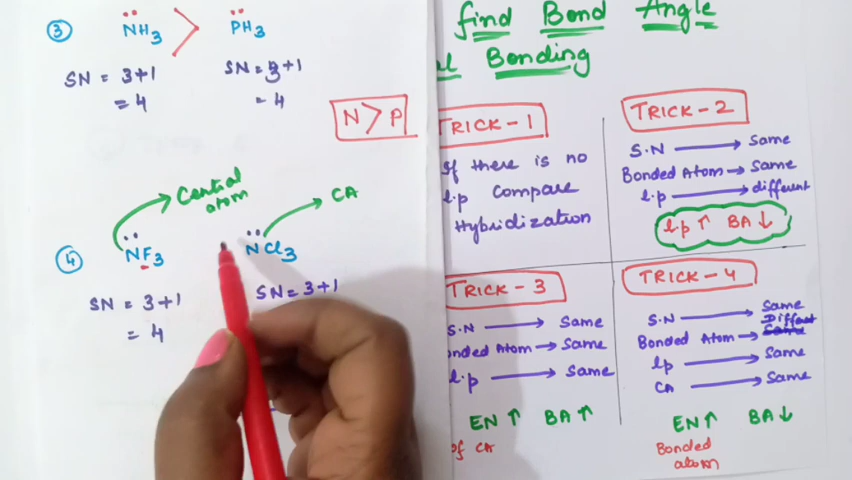 3
NH3 > PH3
SN = 3+1
= 4
SN = 3+1
= 4
N > P
Central
atom
CA
4
NF3
NCl3
SN = 3+1
= 4
SN = 3+1
find Bond Angle
Bonding
TRICK-1
If there is no
l.p Compare
Hybridization
TRICK-2
S.N → Same
Bonded Atom → Same
l.p → different
lp ↑ BA ↓
TRICK-3
S.N → Same
onded Atom → Same
l.p → Same
EN ↑ BA ↑
of CA
TRICK-4
S.N → Same
Bonded Atom → Diffent
lp → Same
CA → Same
EN ↑ BA ↓
Bonded
atom